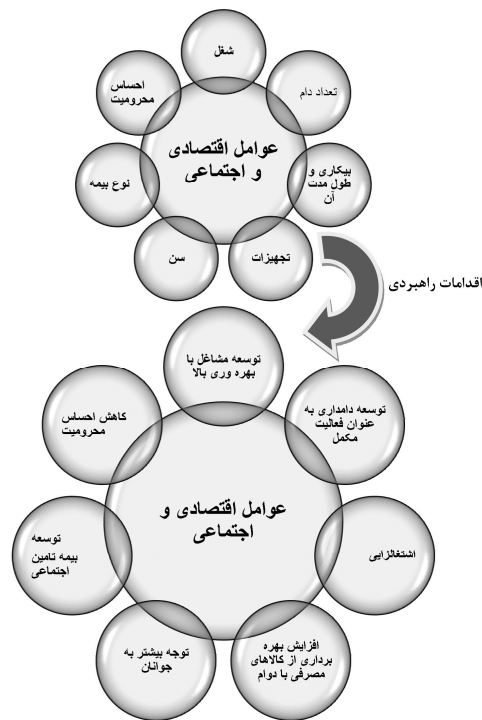 شغل
تعداد دام
احساس
محرومیت
عوامل اقتصادی
و اجتماعی
بیکاری و
طول مدت
آن
نوع بیمه
تجهیزات
سن
اقدامات راهبردی
توسعه مشاغل با
بهره وری بالا
توسعه دامداری به
عنوان فعالیت
مکمل
کاهش احساس
محرومیت
عوامل اقتصادی و
اجتماعی
اشتغالزایی
توسعه
بیمه تامین
اجتماعی
افزایش بهره
برداری از کالاهای
مصرفی با دوام
توجه بیشتر به
جوانان